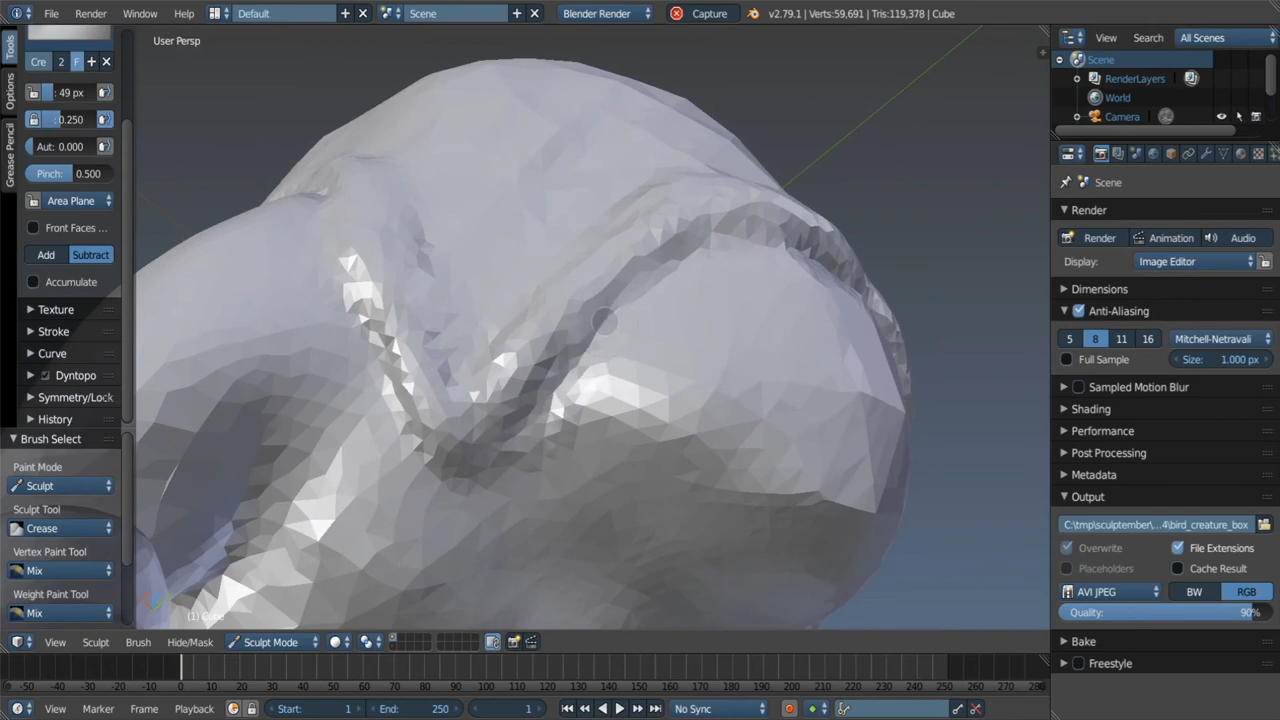 File Render Window Help Default Scene Blender Render Capture v2.79.1 | Verts:59,691 | Tris:119,378 | Cube
User Persp
Tools
Options
Grease Pencil
Cre 2 F
: 49 px
: 0.250
Aut: 0.000
Pinch: 0.500
Area Plane
Front Faces ...
Add Subtract
Accumulate
Texture
Stroke
Curve
Dyntopo
Symmetry/Lock
History
Brush Select
Paint Mode
Sculpt
Sculpt Tool
Crease
Vertex Paint Tool
Mix
Weight Paint Tool
Mix
(1) Cube
View Search All Scenes
Scene
RenderLayers
World
Camera
Scene
Render
Render Animation Audio
Display: Image Editor
Dimensions
Anti-Aliasing
5 8 11 16 Mitchell-Netravali
Full Sample Size: 1.000 px
Sampled Motion Blur
Shading
Performance
Post Processing
Metadata
Output
C:\tmp\sculptember\...4\bird_creature_box
Overwrite File Extensions
Placeholders Cache Result
AVI JPEG BW RGB
Quality: 90%
Bake
Freestyle
View Sculpt Brush Hide/Mask Sculpt Mode
-50 -40 -30 -20 -10 0 10 20 30 40 50 60 70 80 90 100 110 120 130 140 150 160 170 180 190 200 210 220 230 240 250 260 270 280
View Marker Frame Playback Start: 1 End: 250 1 No Sync